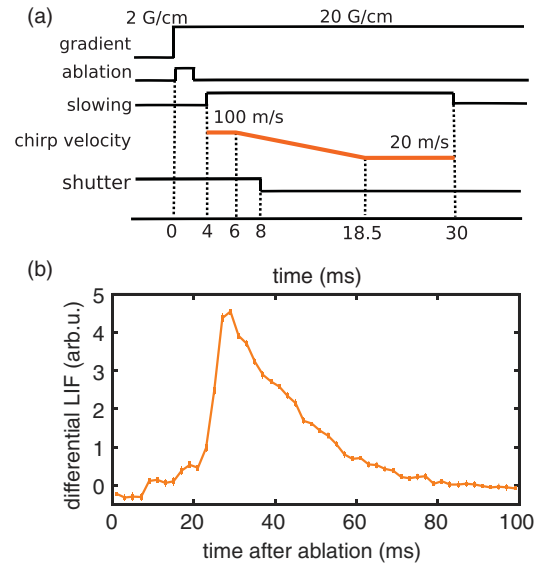 (a)
2 G/cm 20 G/cm
gradient
ablation
slowing
100 m/s
chirp velocity
20 m/s
shutter
0 4 6 8 18.5 30
time (ms)
(b)
differential LIF (arb.u.)
5
4
3
2
1
0
0 20 40 60 80 100
time after ablation (ms)